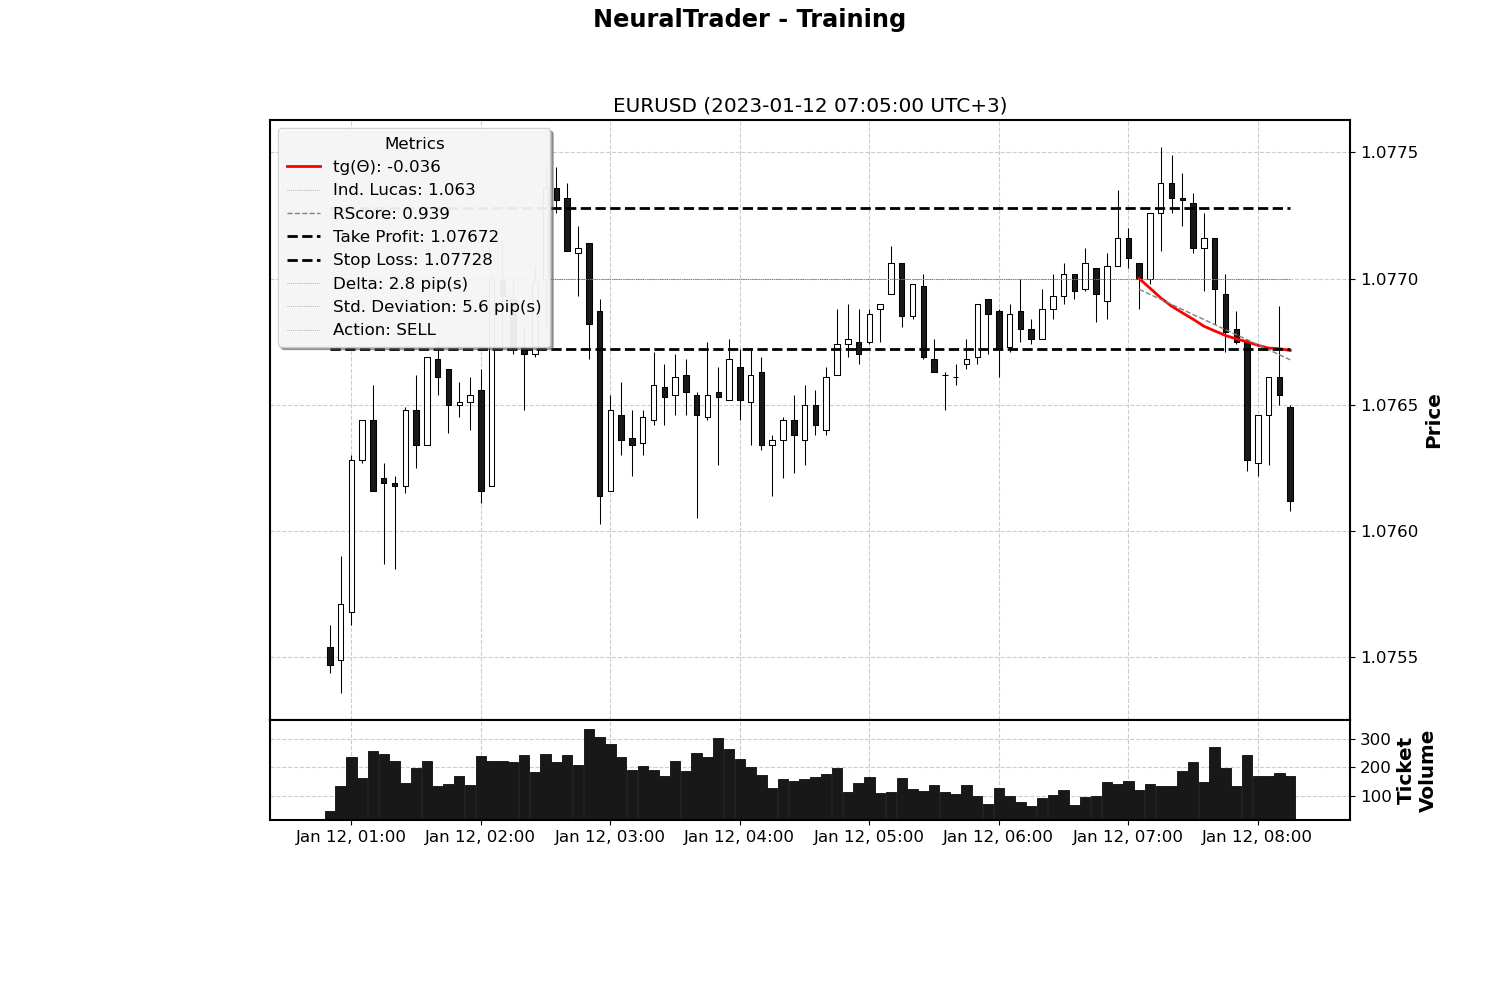 NeuralTrader - Training
EURUSD (2023-01-12 07:05:00 UTC+3)
Metrics
tg(Θ): -0.036
Ind. Lucas: 1.063
RScore: 0.939
Take Profit: 1.07672
Stop Loss: 1.07728
Delta: 2.8 pip(s)
Std. Deviation: 5.6 pip(s)
Action: SELL
1.0775
1.0770
1.0765
1.0760
1.0755
Price
300
200
100
Ticket
Volume
Jan 12, 01:00
Jan 12, 02:00
Jan 12, 03:00
Jan 12, 04:00
Jan 12, 05:00
Jan 12, 06:00
Jan 12, 07:00
Jan 12, 08:00